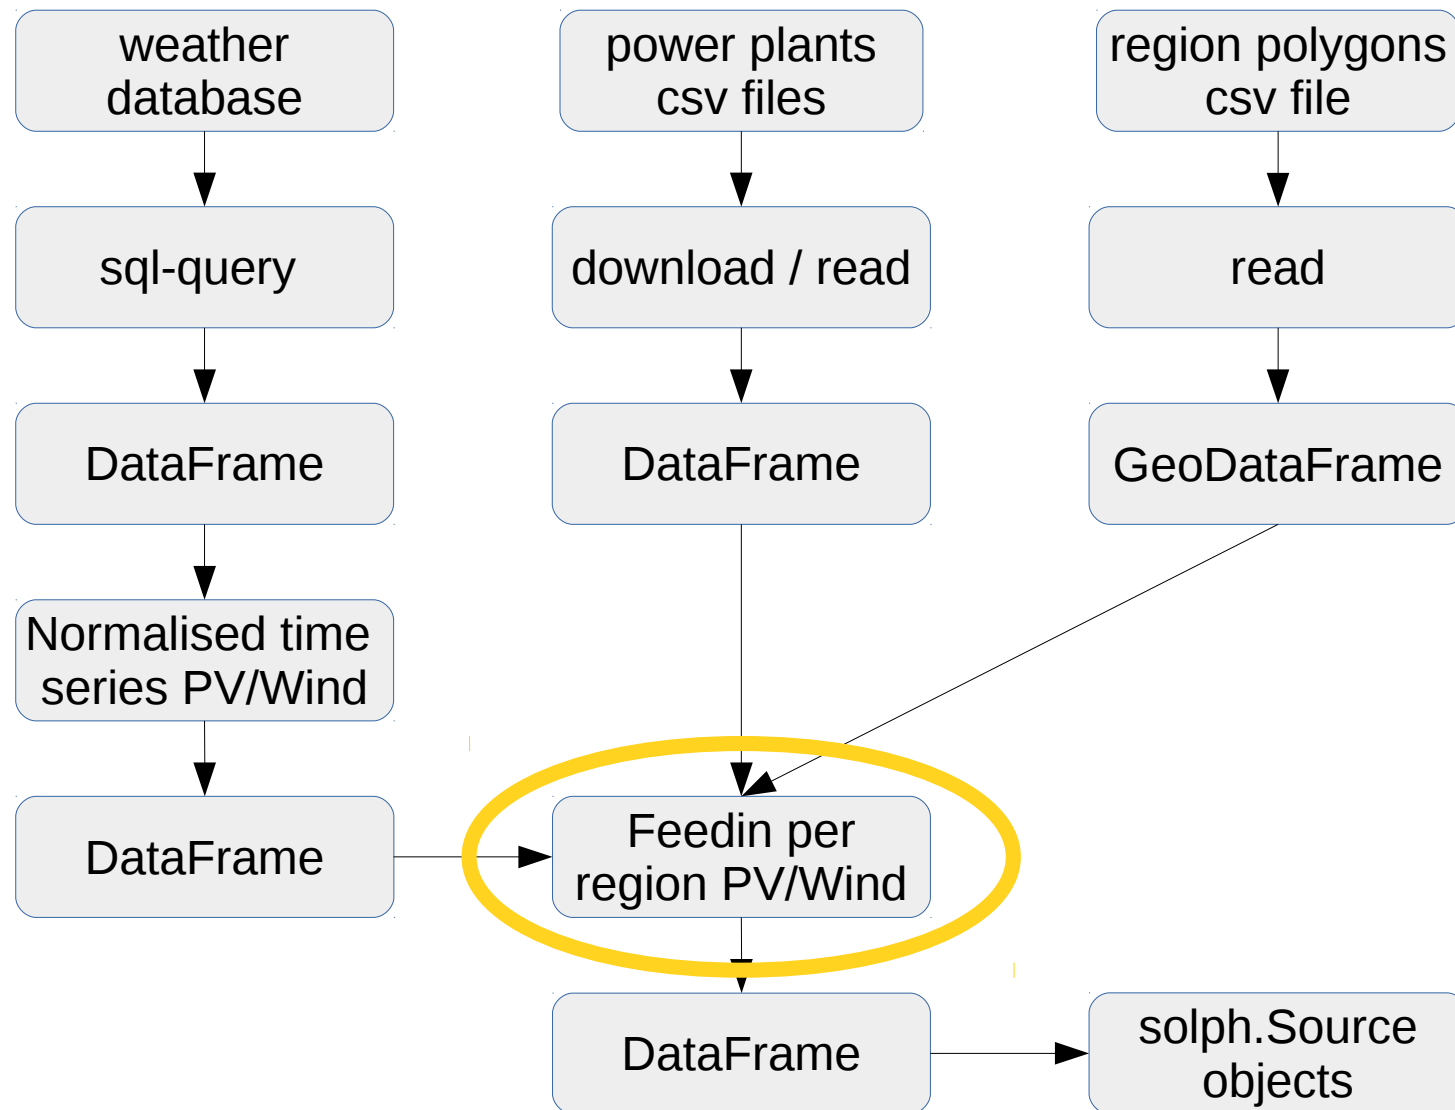 weather
database
power plants
csv files
region polygons
csv file
sql-query
download / read
read
DataFrame
DataFrame
GeoDataFrame
Normalised time
series PV/Wind
DataFrame
Feedin per
region PV/Wind
DataFrame
solph.Source
objects